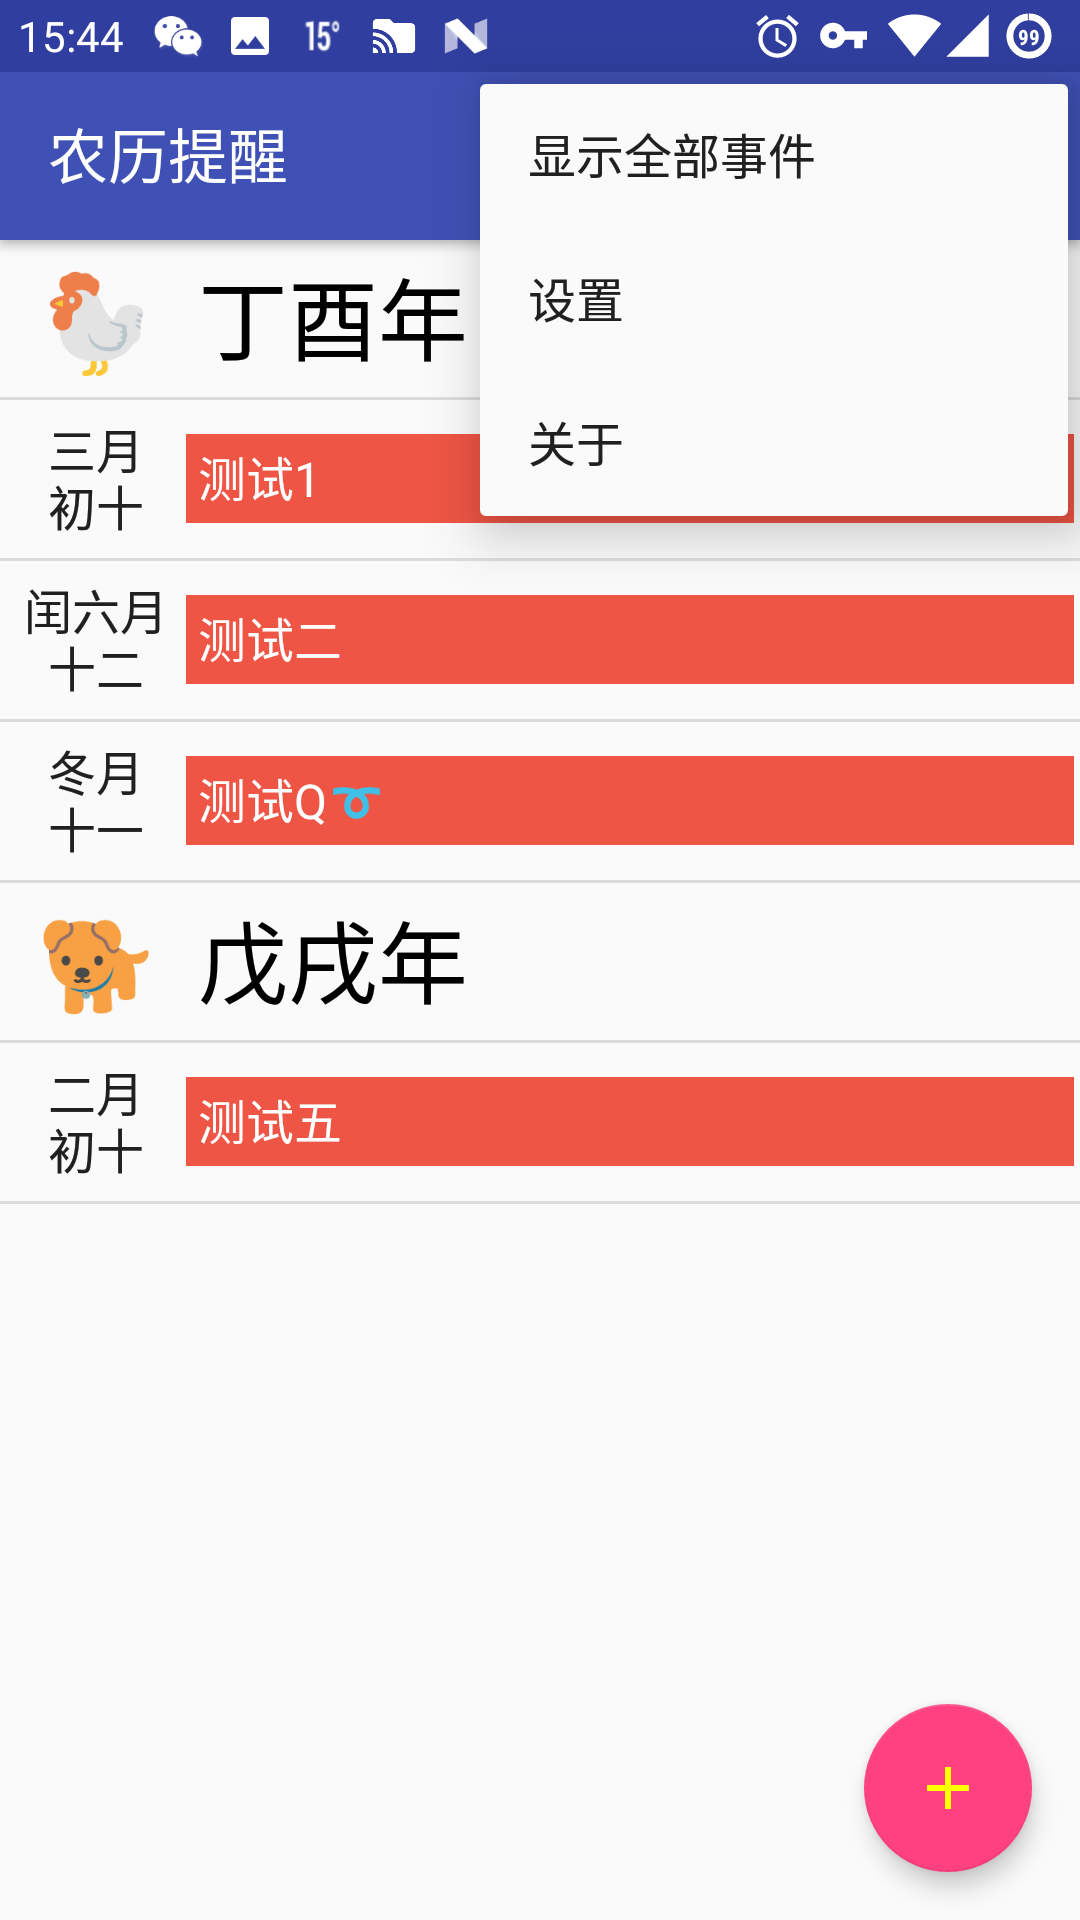 15:44
15°
99
农历提醒
显示全部事件
设置
关于
丁酉年
三月
初十
测试1
闰六月
十二
测试二
冬月
十一
测试Q➰
戊戌年
二月
初十
测试五